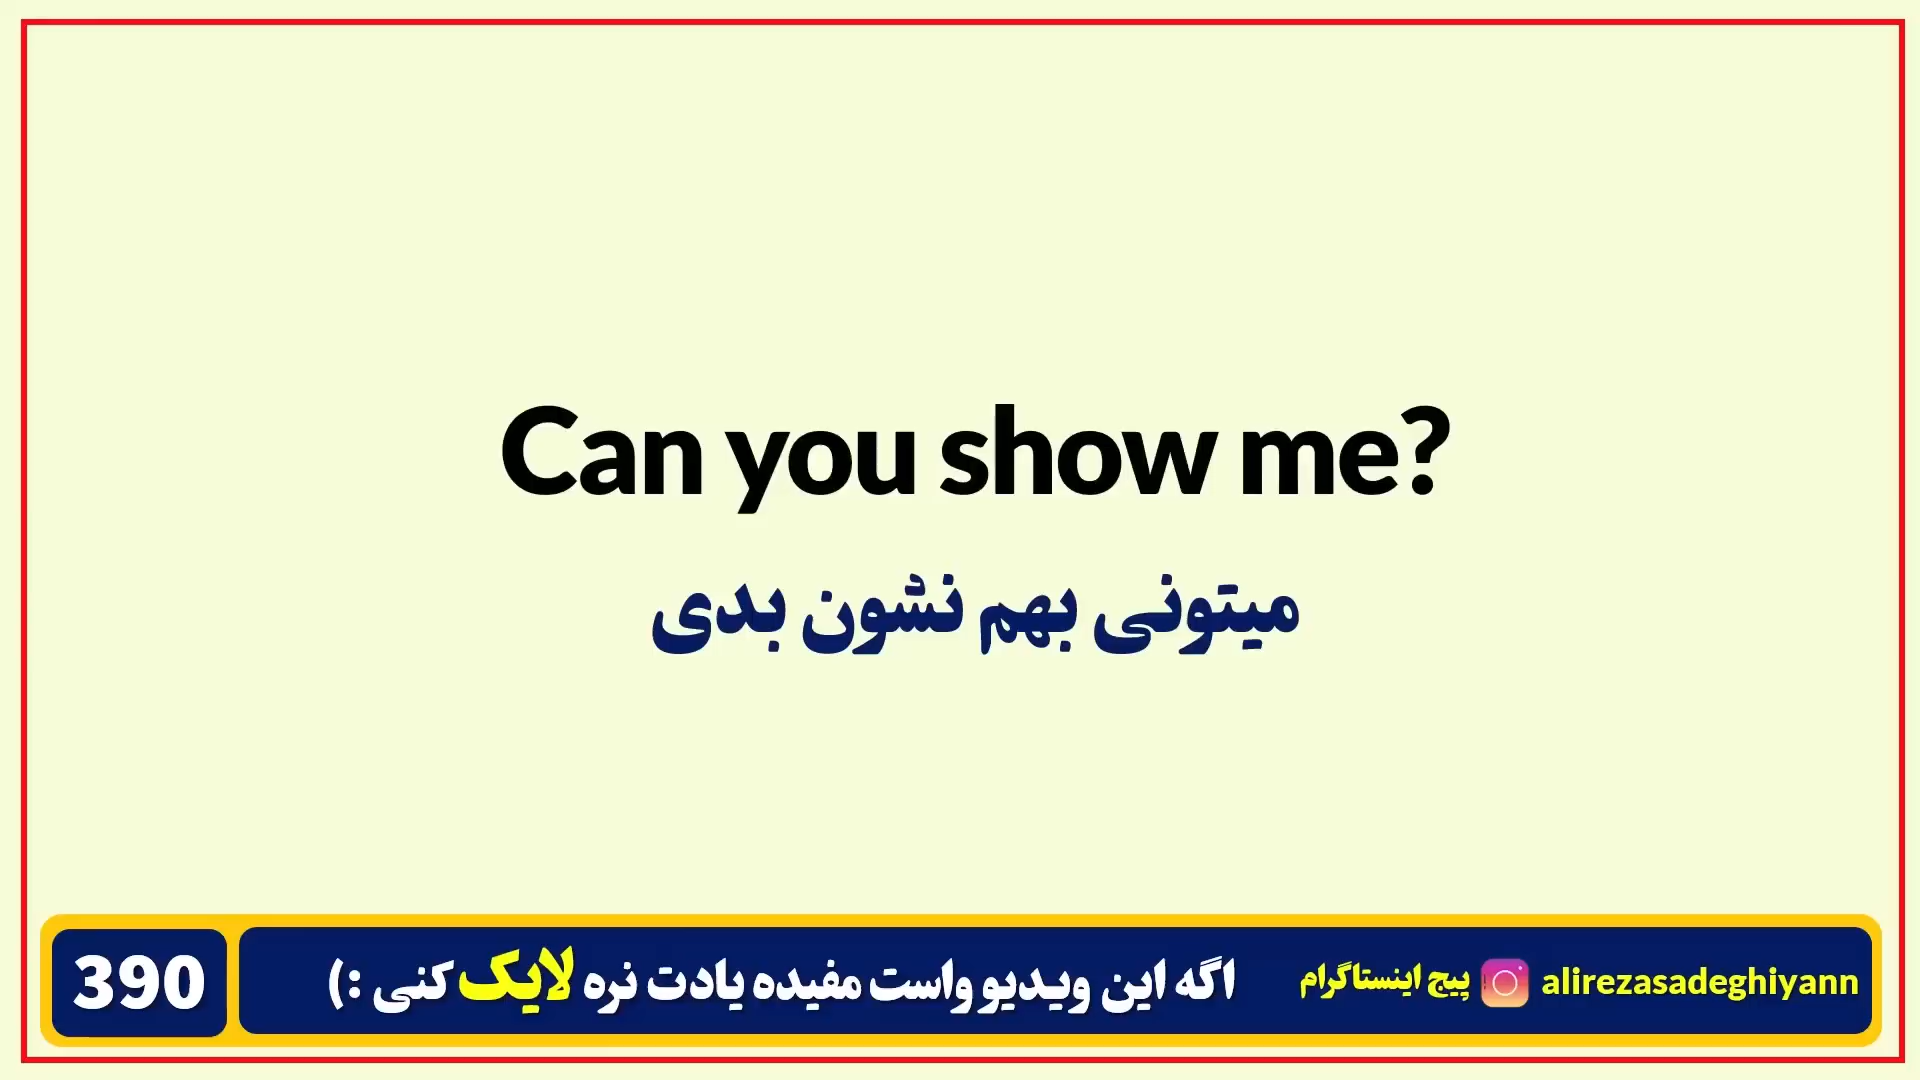 Can you show me?
میتونی بهم نشون بدی
390
اگه این ویدیو واست مفیده یادت نره لایک کنی :)
پیج اینستاگرام alirezasadeghiyann